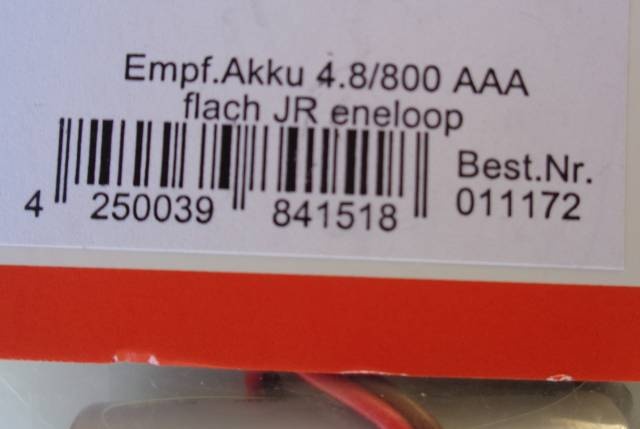 Empf.Akku 4.8/800 AAA
flach JR eneloop
Best.Nr.
011172
4 250039 841518